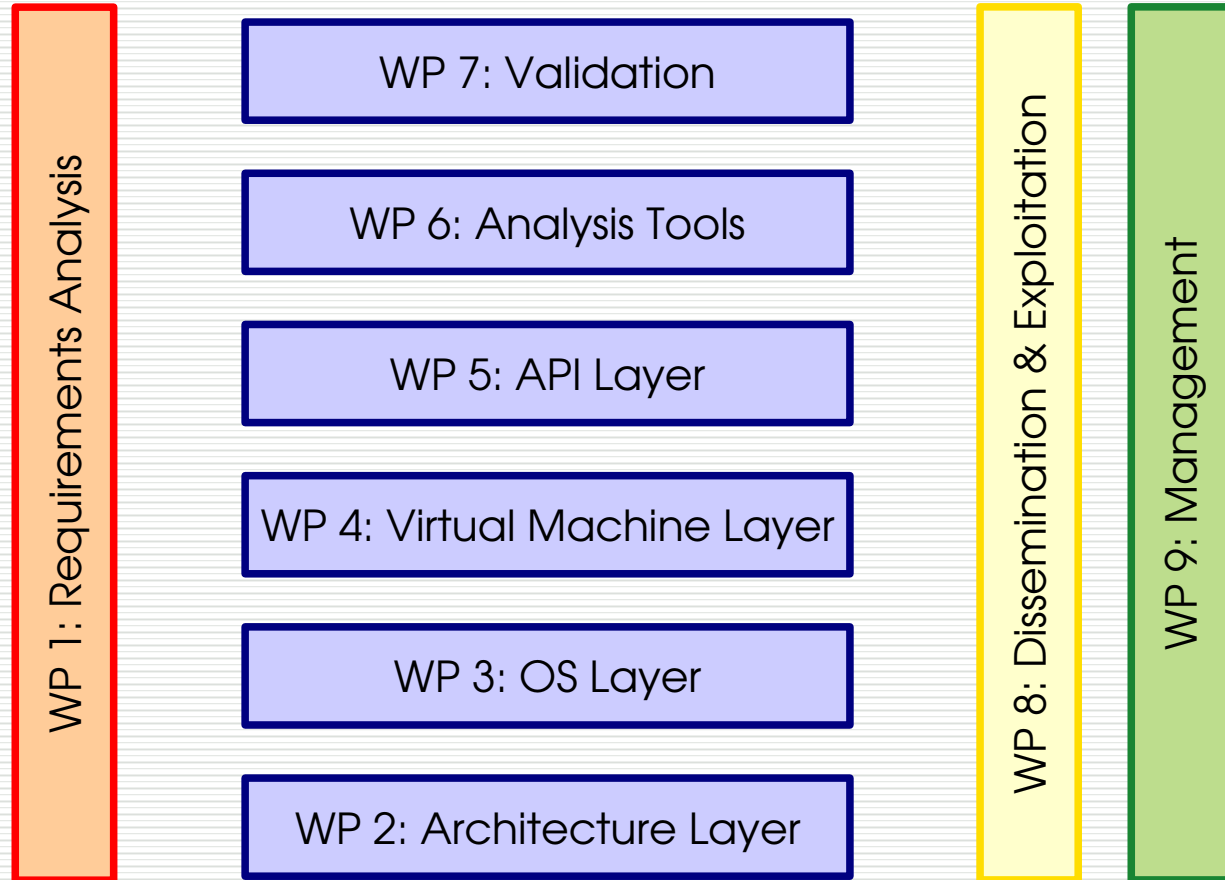 WP 1: Requirements Analysis
WP 7: Validation
WP 6: Analysis Tools
WP 5: API Layer
WP 4: Virtual Machine Layer
WP 3: OS Layer
WP 2: Architecture Layer
WP 8: Dissemination & Exploitation
WP 9: Management